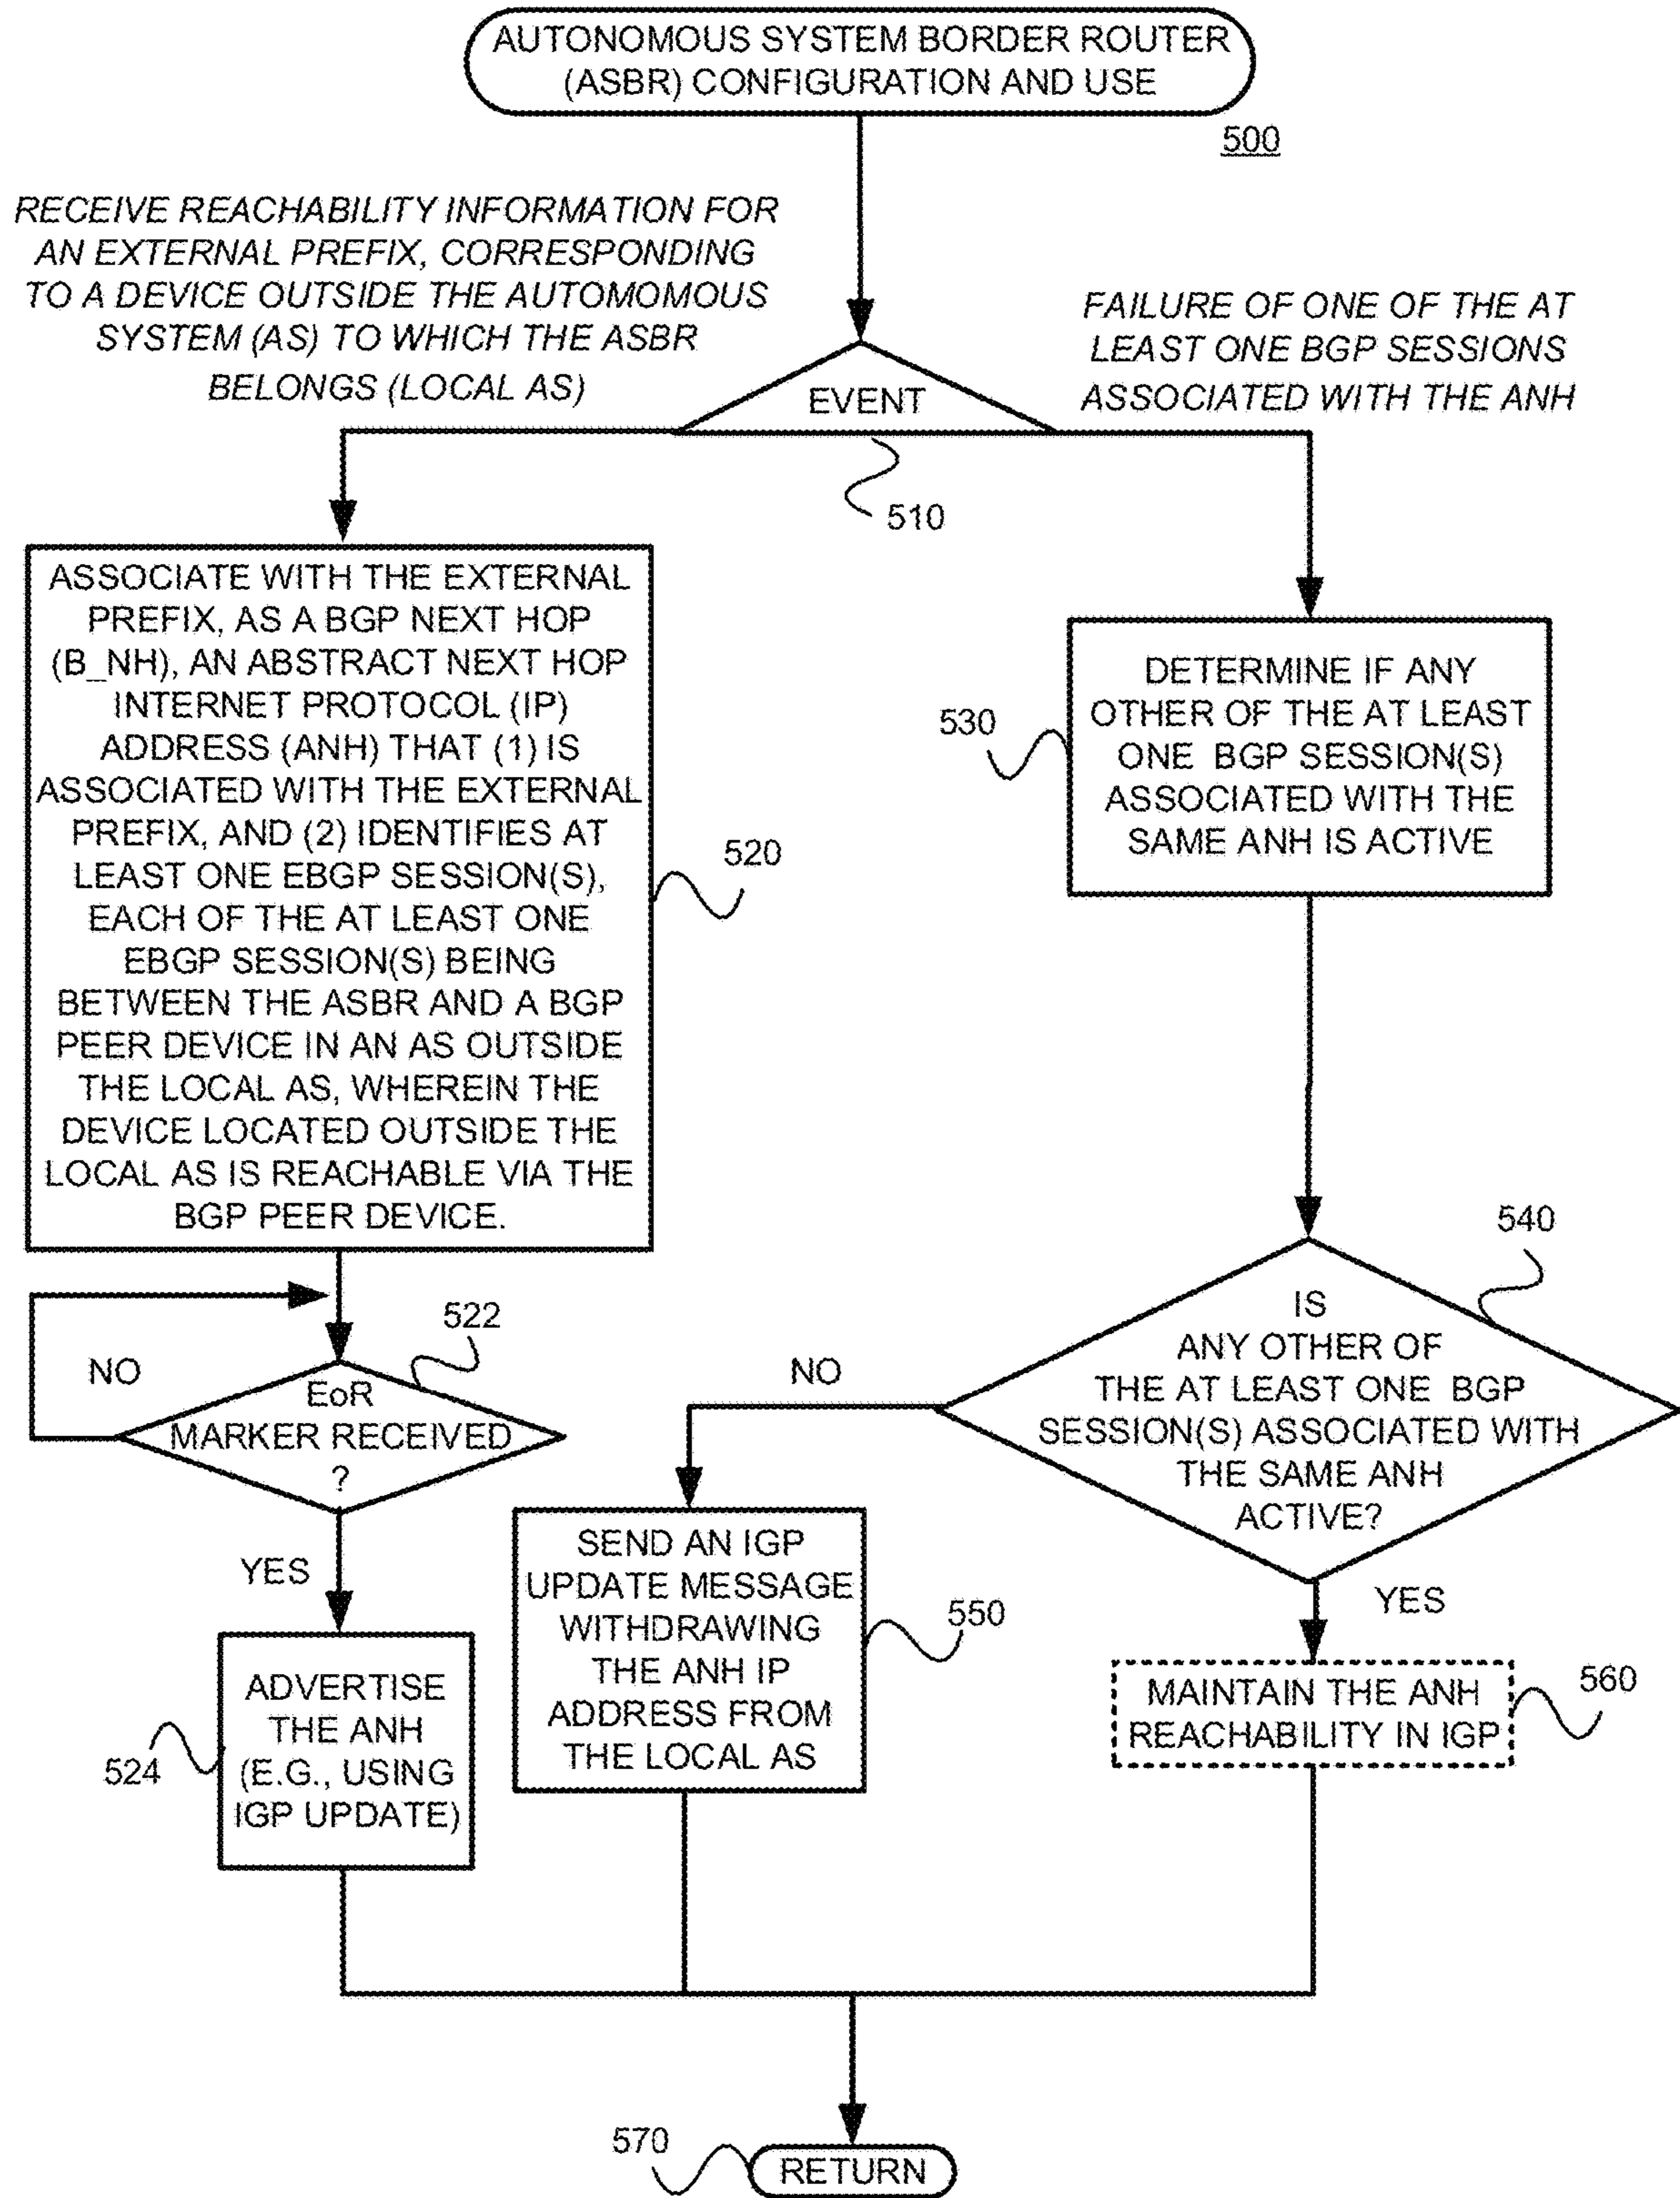 AUTONOMOUS SYSTEM BORDER ROUTER
(ASBR) CONFIGURATION AND USE
500
RECEIVE REACHABILITY INFORMATION FOR
AN EXTERNAL PREFIX, CORRESPONDING
TO A DEVICE OUTSIDE THE AUTOMOMOUS
SYSTEM (AS) TO WHICH THE ASBR
BELONGS (LOCAL AS)
FAILURE OF ONE OF THE AT
LEAST ONE BGP SESSIONS
ASSOCIATED WITH THE ANH
EVENT
510
ASSOCIATE WITH THE EXTERNAL
PREFIX, AS A BGP NEXT HOP
(B_NH), AN ABSTRACT NEXT HOP
INTERNET PROTOCOL (IP)
ADDRESS (ANH) THAT (1) IS
ASSOCIATED WITH THE EXTERNAL
PREFIX, AND (2) IDENTIFIES AT
LEAST ONE EBGP SESSION(S),
EACH OF THE AT LEAST ONE
EBGP SESSION(S) BEING
BETWEEN THE ASBR AND A BGP
PEER DEVICE IN AN AS OUTSIDE
THE LOCAL AS, WHEREIN THE
DEVICE LOCATED OUTSIDE THE
LOCAL AS IS REACHABLE VIA THE
BGP PEER DEVICE.
520
530
DETERMINE IF ANY
OTHER OF THE AT LEAST
ONE BGP SESSION(S)
ASSOCIATED WITH THE
SAME ANH IS ACTIVE
522
NO
EoR
MARKER RECEIVED
?
YES
524
ADVERTISE
THE ANH
(E.G., USING
IGP UPDATE)
540
IS
ANY OTHER OF
THE AT LEAST ONE BGP
SESSION(S) ASSOCIATED WITH
THE SAME ANH
ACTIVE?
NO
SEND AN IGP
UPDATE MESSAGE
WITHDRAWING
THE ANH IP
ADDRESS FROM
THE LOCAL AS
550
YES
MAINTAIN THE ANH
REACHABILITY IN IGP
560
570
RETURN